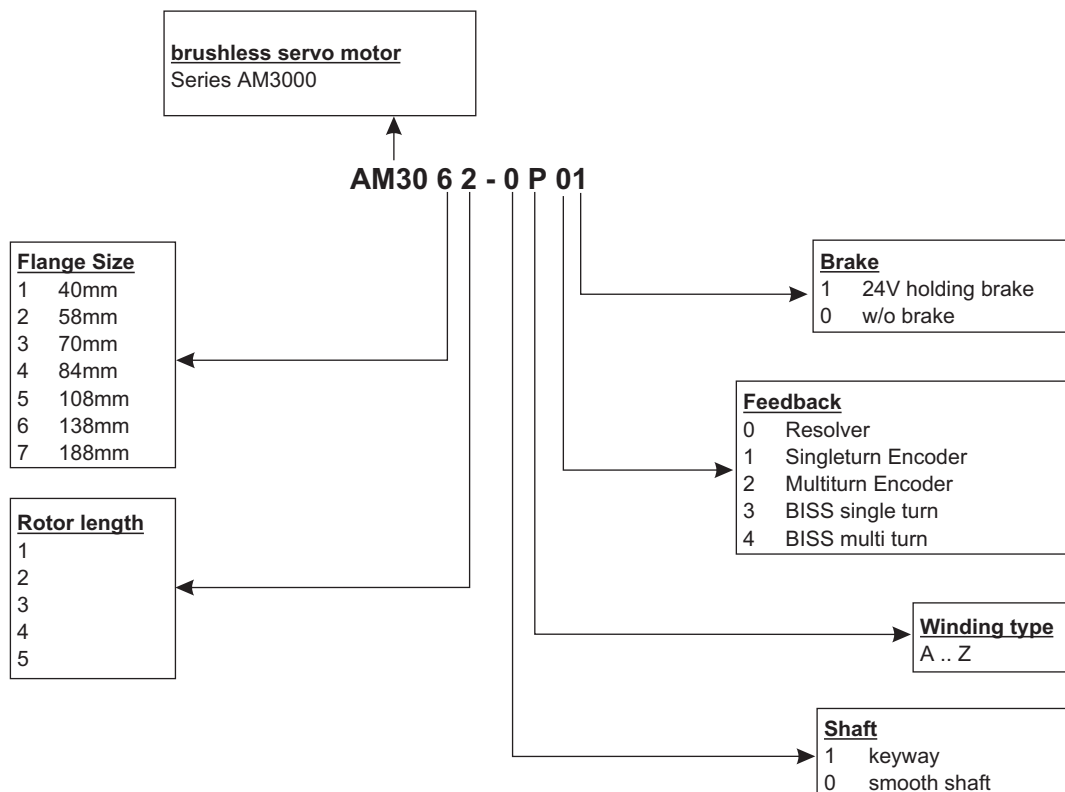 brushless servo motor
Series AM3000
AM30 6 2 - 0 P 01
Flange Size
1 40mm
2 58mm
3 70mm
4 84mm
5 108mm
6 138mm
7 188mm
Rotor length
1
2
3
4
5
Brake
1 24V holding brake
0 w/o brake
Feedback
0 Resolver
1 Singleturn Encoder
2 Multiturn Encoder
3 BISS single turn
4 BISS multi turn
Winding type
A .. Z
Shaft
1 keyway
0 smooth shaft